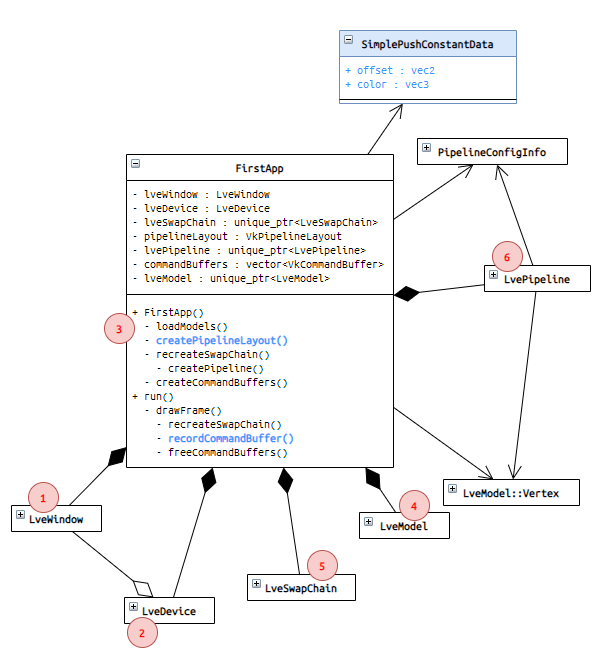 SimplePushConstantData
+ offset : vec2
+ color : vec3
PipelineConfigInfo
FirstApp
- lveWindow : LveWindow
- lveDevice : LveDevice
- lveSwapChain : unique_ptr<LveSwapChain>
- pipelineLayout : VkPipelineLayout
- lvePipeline : unique_ptr<LvePipeline>
- commandBuffers : vector<VkCommandBuffer>
- lveModel : unique_ptr<LveModel>
6
LvePipeline
+ FirstApp()
- loadModels()
- createPipelineLayout()
- recreateSwapChain()
- createPipeline()
- createCommandBuffers()
+ run()
- drawFrame()
- recreateSwapChain()
- recordCommandBuffer()
- freeCommandBuffers()
3
1
LveWindow
LveModel::Vertex
4
LveModel
5
LveSwapChain
LveDevice
2